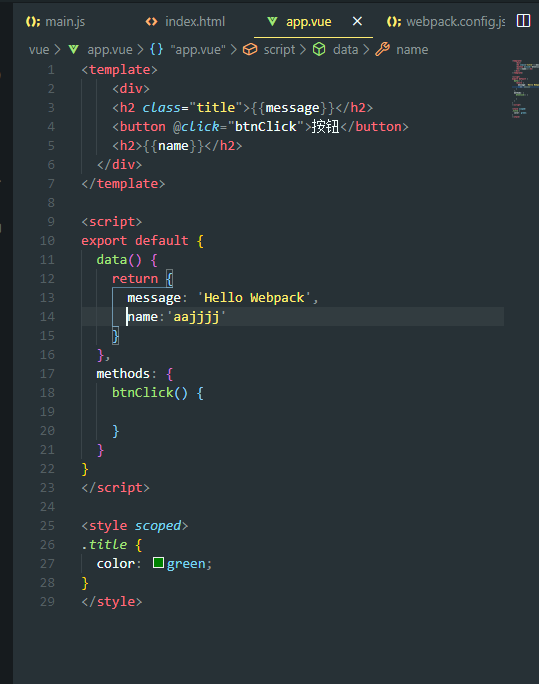 main.js index.html app.vue webpack.config.js
vue > app.vue > {} "app.vue" > script > data > name
1 <template>
2 <div>
3 <h2 class="title">{{message}}</h2>
4 <button @click="btnClick">按钮</button>
5 <h2>{{name}}</h2>
6 </div>
7 </template>
8
9 <script>
10 export default {
11 data() {
12 return {
13 message: 'Hello Webpack',
14 name:'aajjjj'
15 }
16 },
17 methods: {
18 btnClick() {
19
20 }
21 }
22 }
23 </script>
24
25 <style scoped>
26 .title {
27 color: green;
28 }
29 </style>